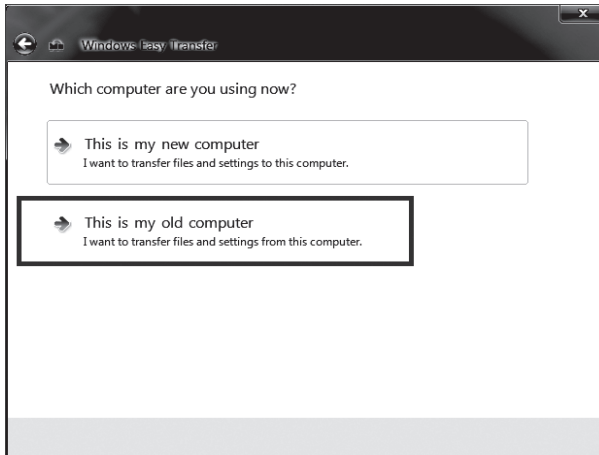 x
Windows Easy Transfer
Which computer are you using now?
This is my new computer
I want to transfer files and settings to this computer.
This is my old computer
I want to transfer files and settings from this computer.